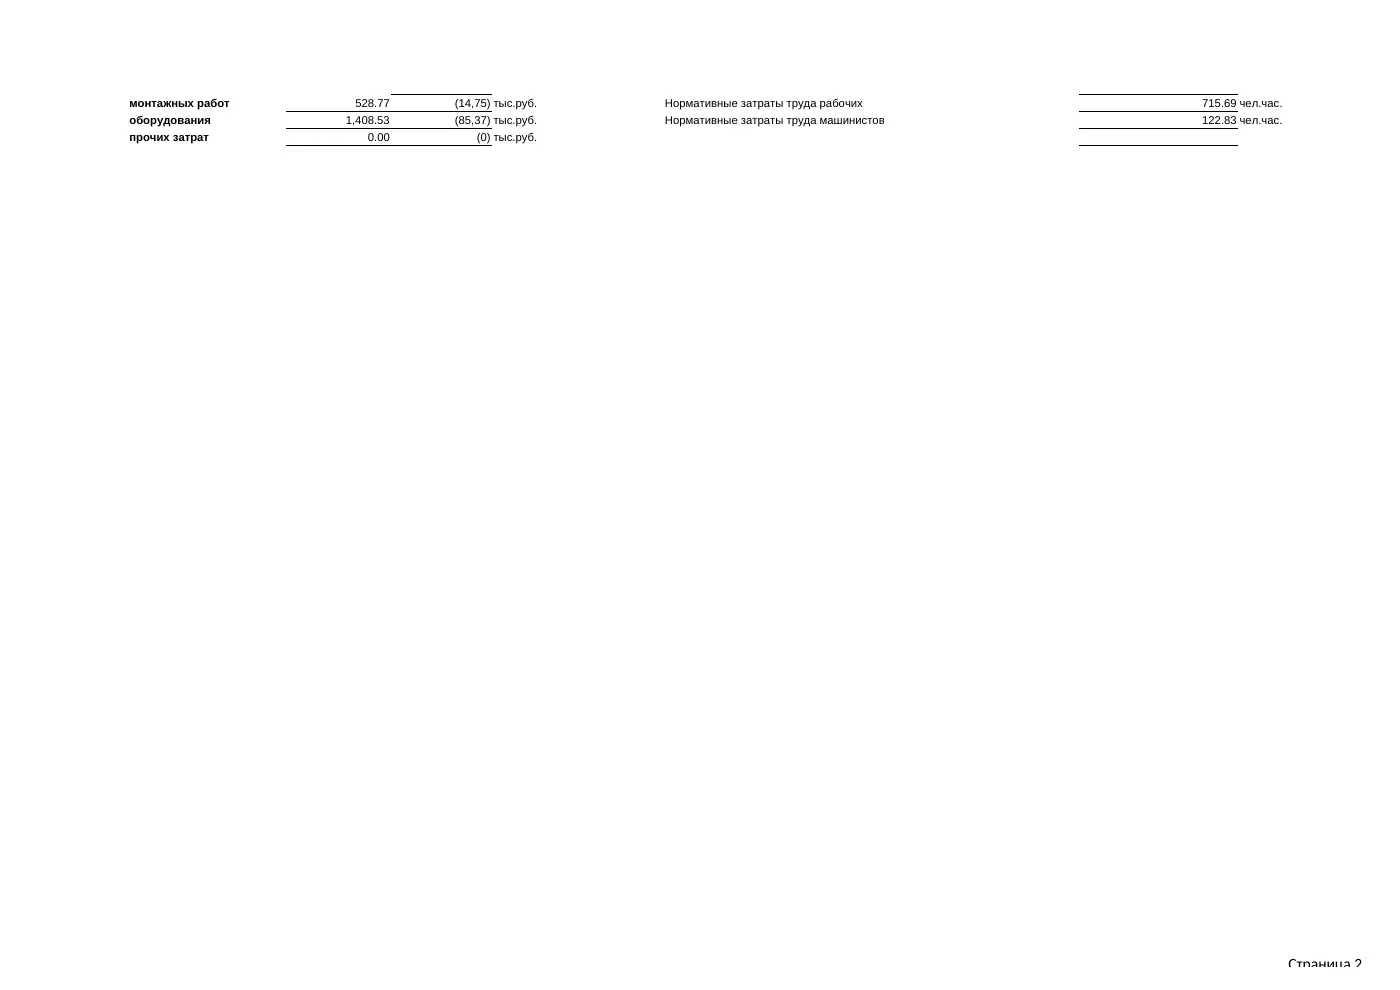 монтажных работ 528.77 (14,75) тыс.руб. Нормативные затраты труда рабочих 715.69 чел.час.
оборудования 1,408.53 (85,37) тыс.руб. Нормативные затраты труда машинистов 122.83 чел.час.
прочих затрат 0.00 (0) тыс.руб.
Страница 2